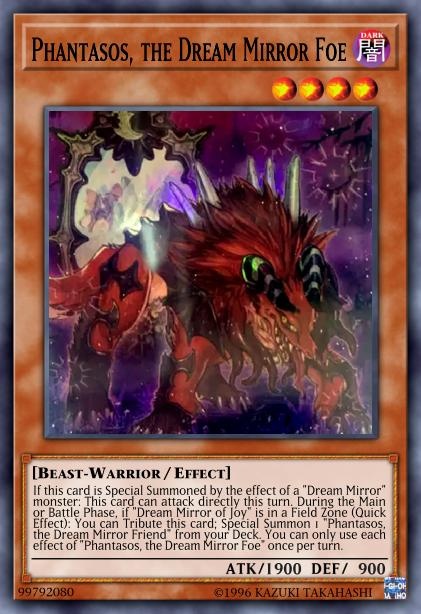 PHANTASOS, THE DREAM MIRROR FOE
DARK
闇
[BEAST-WARRIOR / EFFECT]
If this card is Special Summoned by the effect of a "Dream Mirror"
monster: This card can attack directly this turn. During the Main
or Battle Phase, if "Dream Mirror of Joy" is in a Field Zone (Quick
Effect): You can Tribute this card; Special Summon 1 "Phantasos,
the Dream Mirror Friend" from your Deck. You can only use each
effect of "Phantasos, the Dream Mirror Foe" once per turn.
ATK/1900 DEF/ 900
99792080
©1996 KAZUKI TAKAHASHI